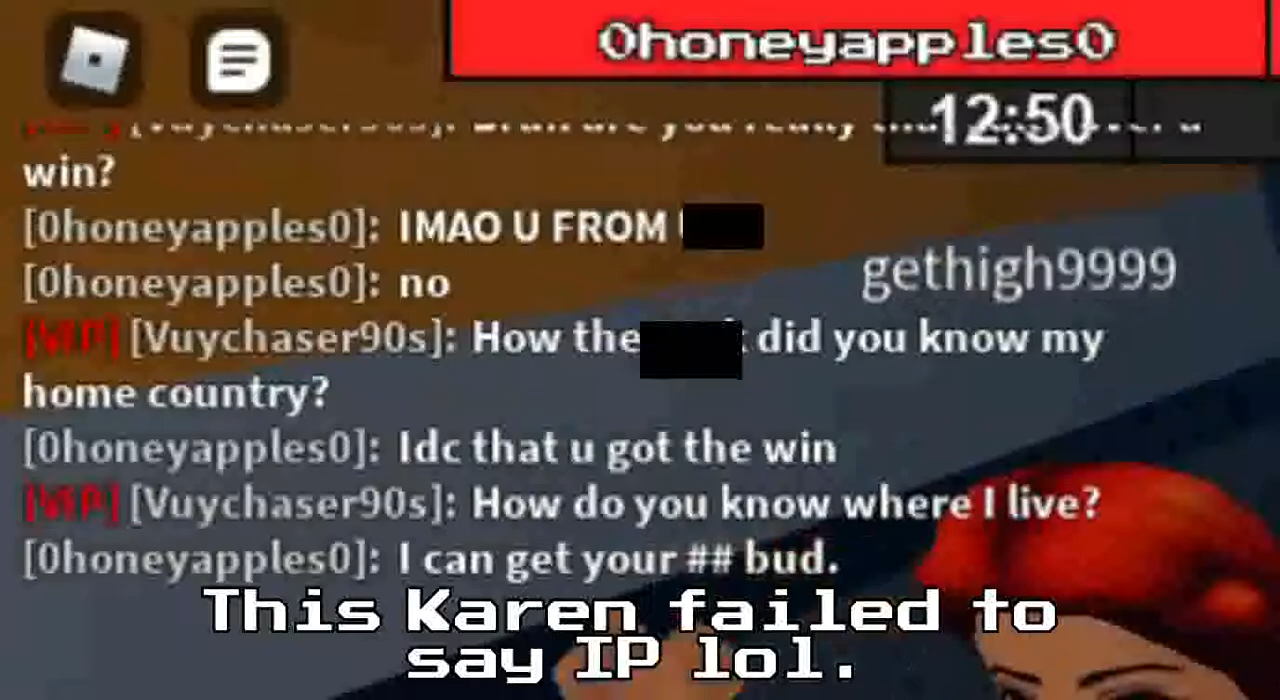 0honeyapples0
12:50
win?
[0honeyapples0]: IMAO U FROM
[0honeyapples0]: no
gethigh9999
[VIP] [Vuychaser90s]: How the did you know my
home country?
[0honeyapples0]: Idc that u got the win
[VIP] [Vuychaser90s]: How do you know where I live?
[0honeyapples0]: I can get your ## bud.
This Karen failed to
say IP lol.